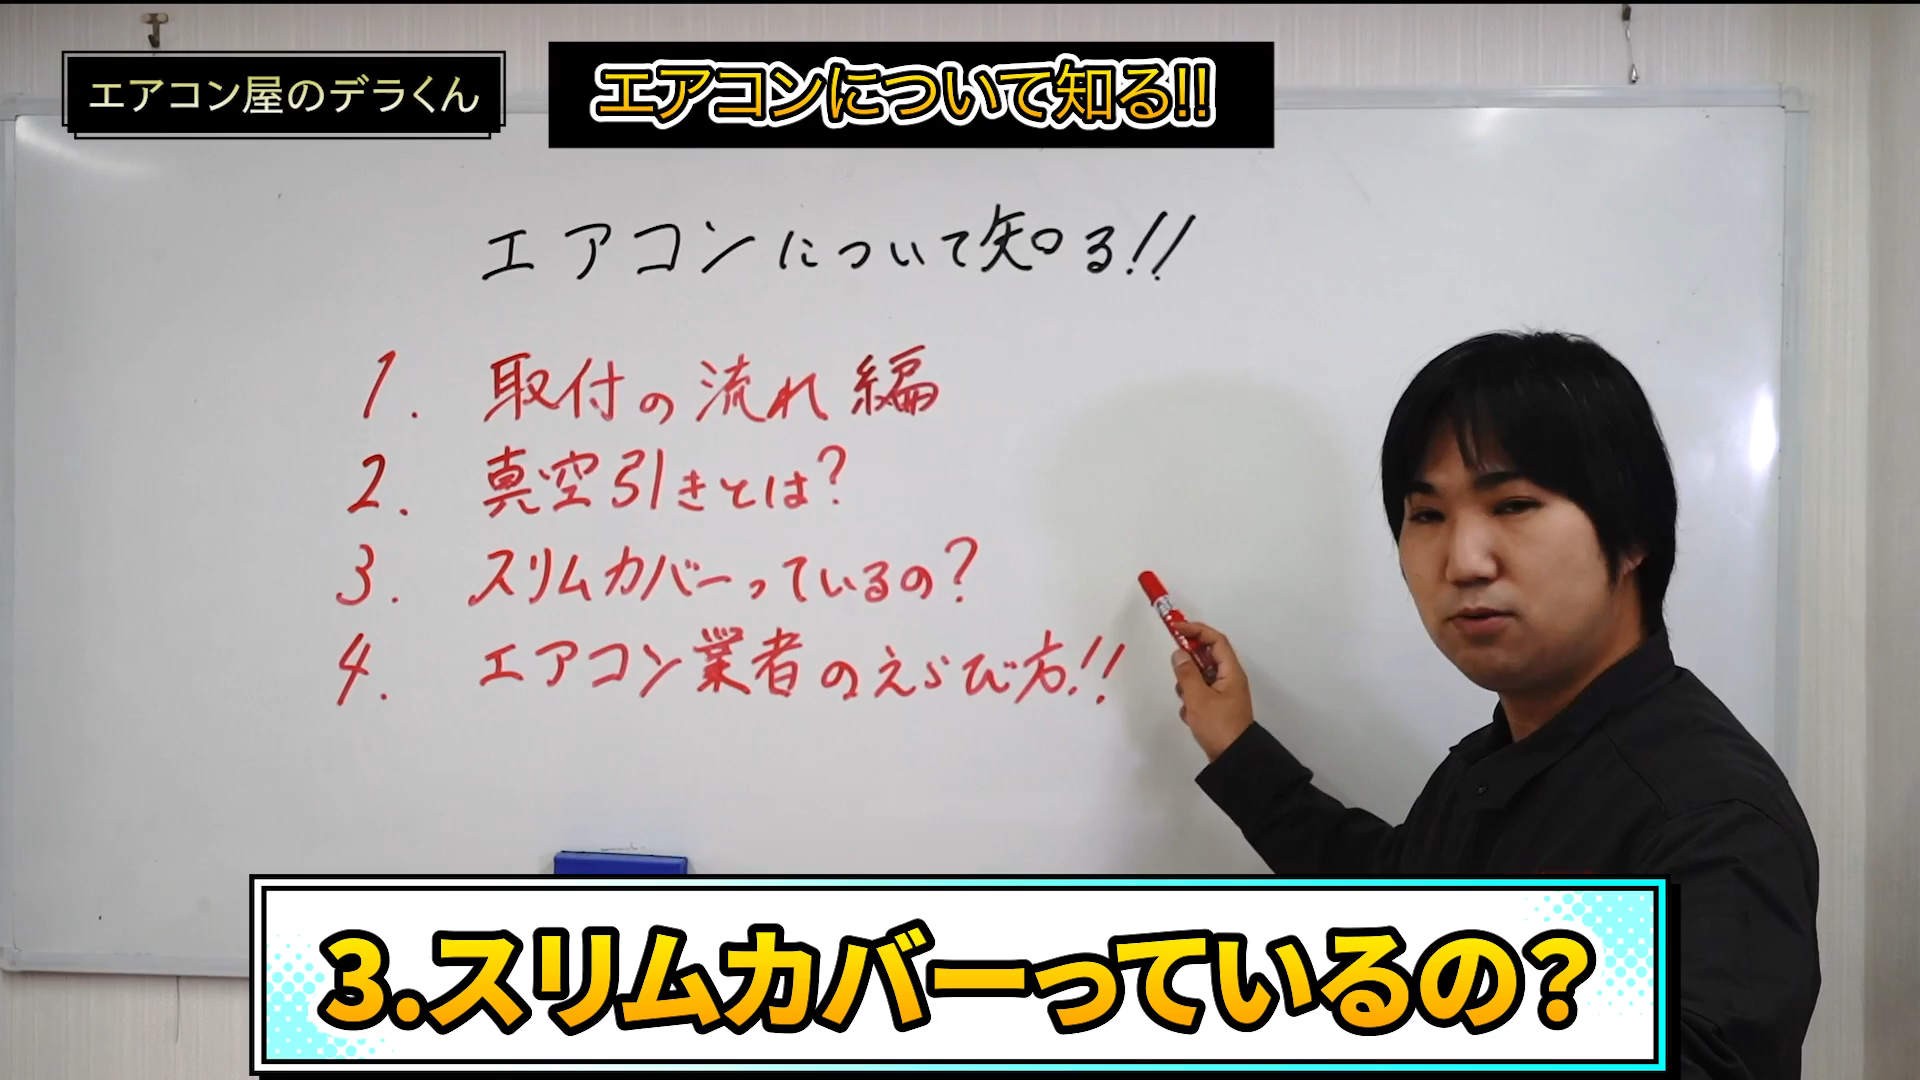 エアコン屋のデラくん
エアコンについて知る!!
エアコンについて知る!!
1. 取付の流れ編
2. 真空引きとは?
3. スリムカバーっているの?
4. エアコン業者のえらび方!!
3.スリムカバーっているの?